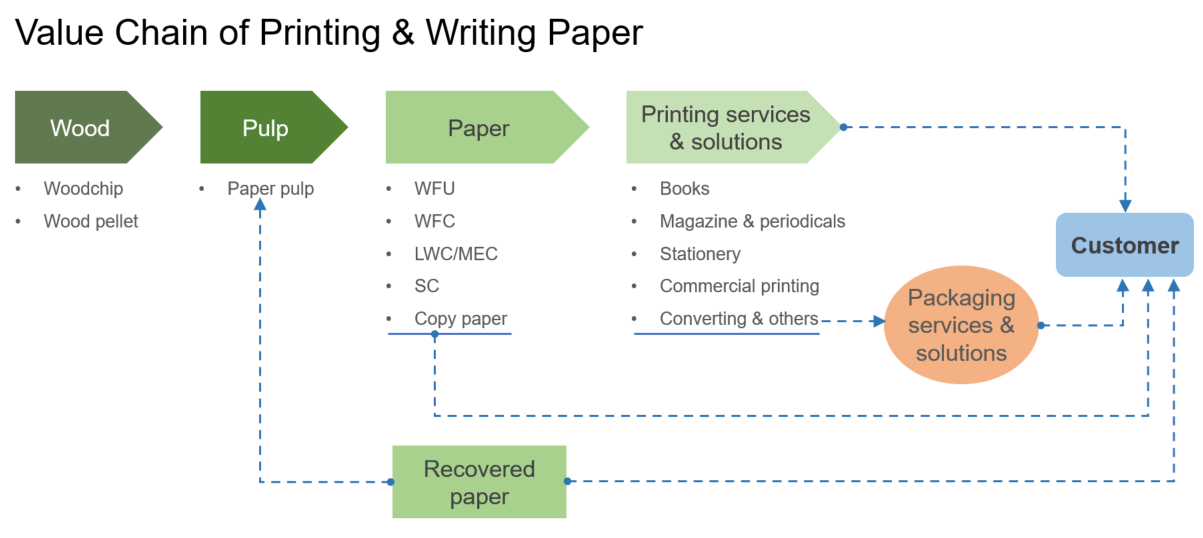 Value Chain of Printing & Writing Paper
Wood
• Woodchip
• Wood pellet
Pulp
• Paper pulp
Paper
• WFU
• WFC
• LWC/MEC
• SC
• Copy paper
Printing services
& solutions
• Books
• Magazine & periodicals
• Stationery
• Commercial printing
• Converting & others
Packaging
services &
solutions
Customer
Recovered
paper